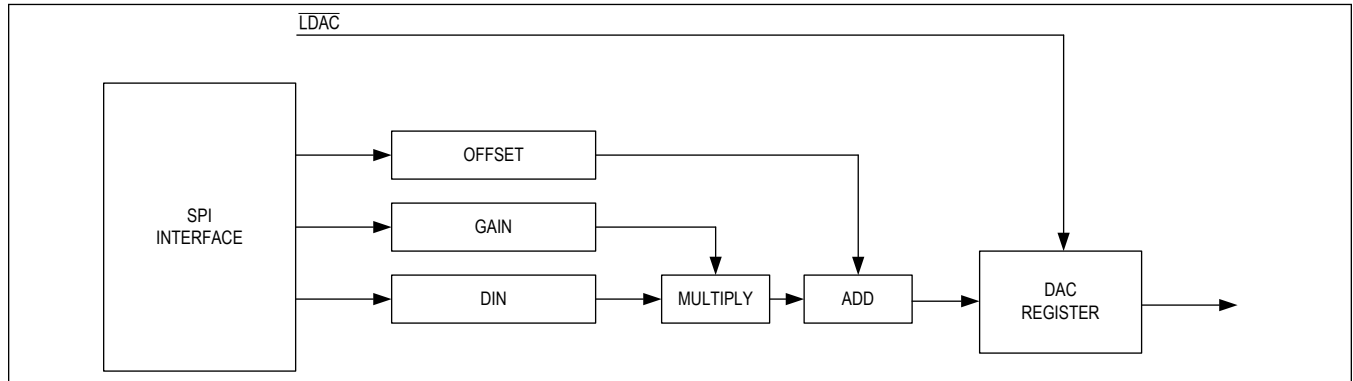 LDAC
OFFSET
SPI
INTERFACE
GAIN
DIN
MULTIPLY
ADD
DAC
REGISTER